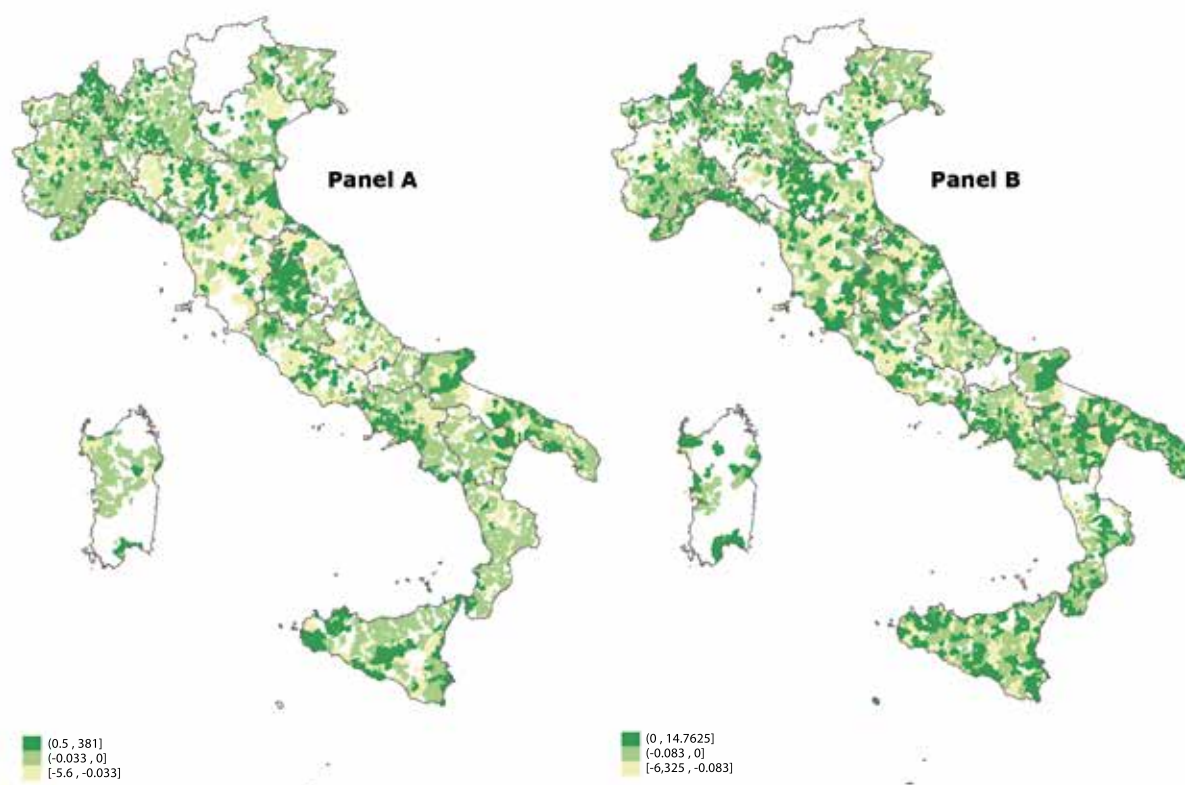 Panel A
Panel B
(0.5 , 381]
(-0.033 , 0]
[-5.6 , -0.033]
(0 , 14.7625]
(-0.083 , 0]
[-6,325 , -0.083]